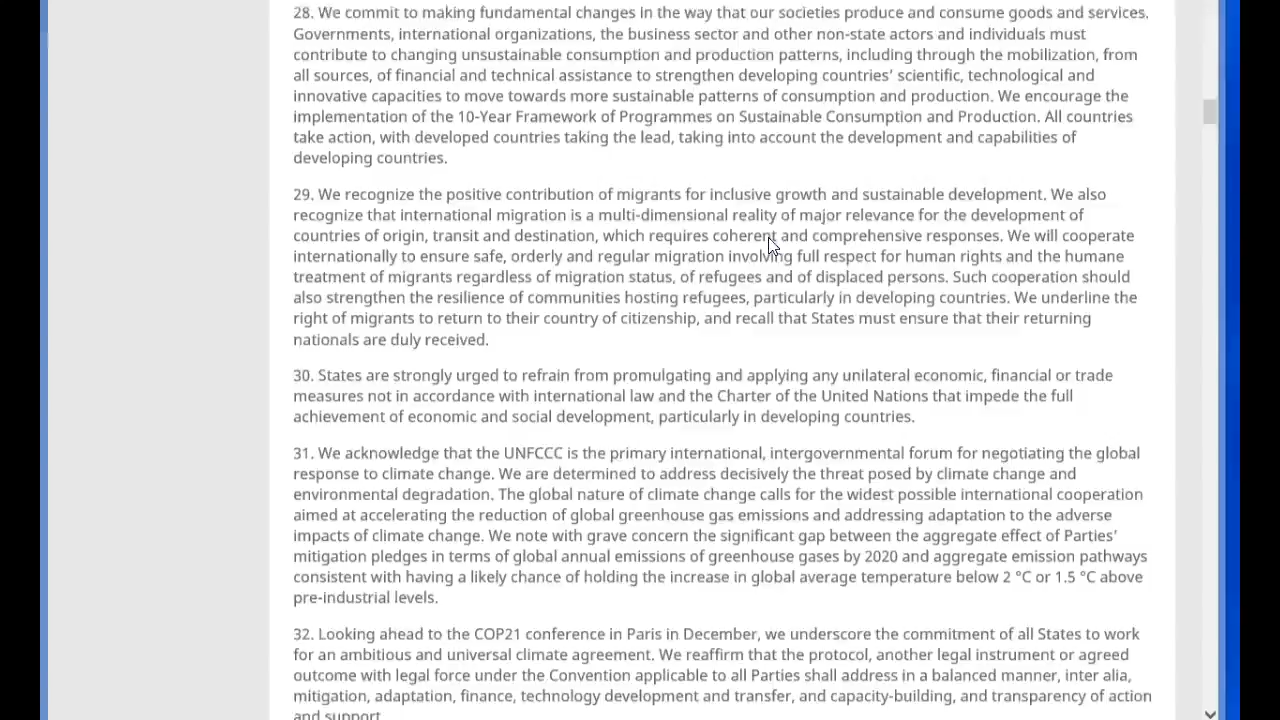 28. We commit to making fundamental changes in the way that our societies produce and consume goods and services.
Governments, international organizations, the business sector and other non-state actors and individuals must
contribute to changing unsustainable consumption and production patterns, including through the mobilization, from
all sources, of financial and technical assistance to strengthen developing countries’ scientific, technological and
innovative capacities to move towards more sustainable patterns of consumption and production. We encourage the
implementation of the 10-Year Framework of Programmes on Sustainable Consumption and Production. All countries
take action, with developed countries taking the lead, taking into account the development and capabilities of
developing countries.
29. We recognize the positive contribution of migrants for inclusive growth and sustainable development. We also
recognize that international migration is a multi-dimensional reality of major relevance for the development of
countries of origin, transit and destination, which requires coherent and comprehensive responses. We will cooperate
internationally to ensure safe, orderly and regular migration involving full respect for human rights and the humane
treatment of migrants regardless of migration status, of refugees and of displaced persons. Such cooperation should
also strengthen the resilience of communities hosting refugees, particularly in developing countries. We underline the
right of migrants to return to their country of citizenship, and recall that States must ensure that their returning
nationals are duly received.
30. States are strongly urged to refrain from promulgating and applying any unilateral economic, financial or trade
measures not in accordance with international law and the Charter of the United Nations that impede the full
achievement of economic and social development, particularly in developing countries.
31. We acknowledge that the UNFCCC is the primary international, intergovernmental forum for negotiating the global
response to climate change. We are determined to address decisively the threat posed by climate change and
environmental degradation. The global nature of climate change calls for the widest possible international cooperation
aimed at accelerating the reduction of global greenhouse gas emissions and addressing adaptation to the adverse
impacts of climate change. We note with grave concern the significant gap between the aggregate effect of Parties’
mitigation pledges in terms of global annual emissions of greenhouse gases by 2020 and aggregate emission pathways
consistent with having a likely chance of holding the increase in global average temperature below 2 °C or 1.5 °C above
pre-industrial levels.
32. Looking ahead to the COP21 conference in Paris in December, we underscore the commitment of all States to work
for an ambitious and universal climate agreement. We reaffirm that the protocol, another legal instrument or agreed
outcome with legal force under the Convention applicable to all Parties shall address in a balanced manner, inter alia,
mitigation, adaptation, finance, technology development and transfer, and capacity-building, and transparency of action
and support